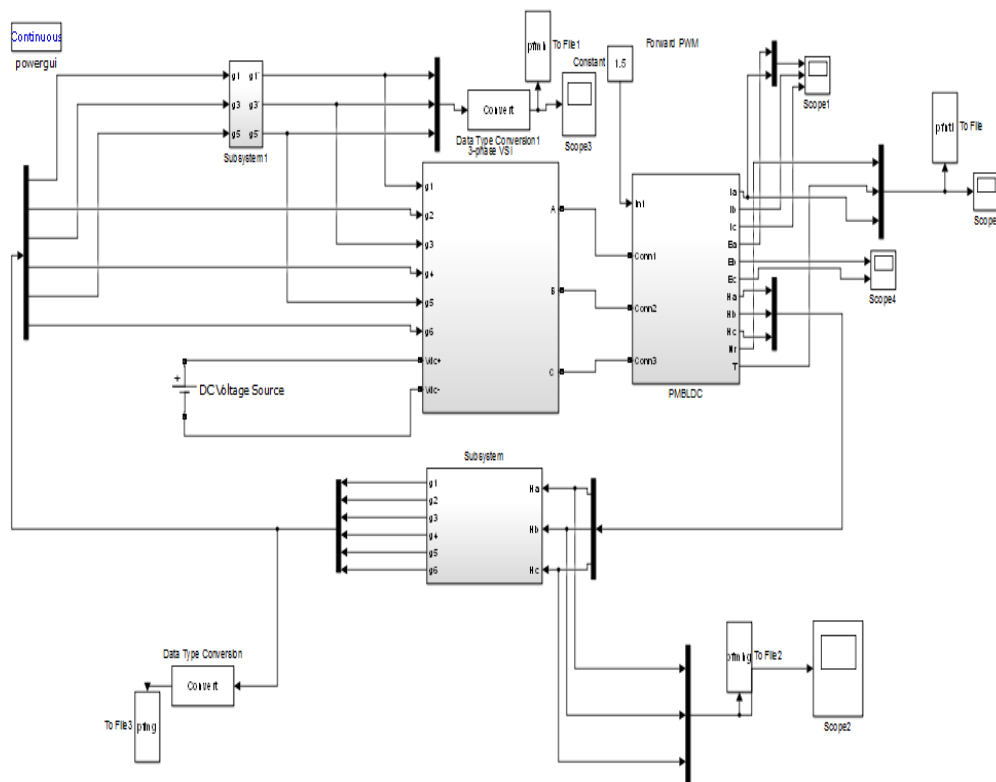 Continuous
powergui
g1 g1'
g3 g3'
g5 g5'
Subsystem1
To File1
Convert
Data Type Conversion1
Scope3
Forward PWM
Constant
1.5
Scope1
To File
Scope
3-phase VSI
g1
g2
g3
g4
g5
g6
Vdc+
Vdc-
A
B
C
In1
Conn1
Conn2
Conn3
Ia
Ib
Ic
Ea
Eb
Ec
Ha
Hb
Hc
T
PMBLDC
Scope4
DC Voltage Source
Subsystem
g1
g2
g3
g4
g5
g6
Ha
Hb
Hc
Data Type Conversion
Convert
To File3
To File2
Scope2